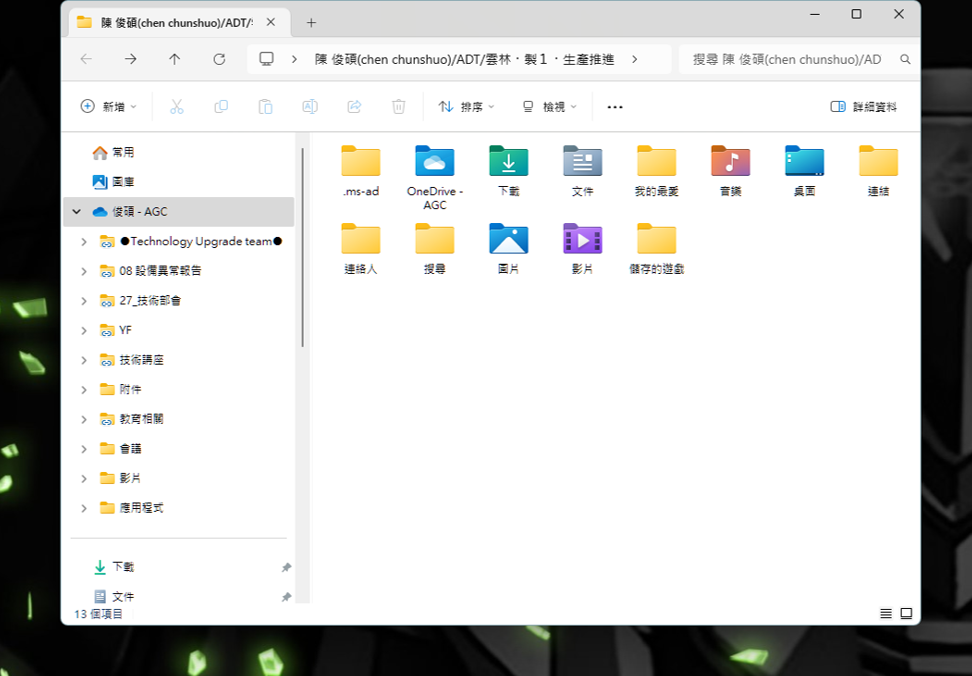 陳 俊碩(chen chunshuo)/ADT/雲
陳 俊碩(chen chunshuo)/ADT/雲林・製1・生產推進
搜尋 陳 俊碩(chen chunshuo)/AD
新增
排序
檢視
詳細資料
常用
圖庫
俊碩 - AGC
●Technology Upgrade team●
08 設備異常報告
27_技術部會
YF
技術講座
附件
教育相關
會議
影片
應用程式
下載
文件
.ms-ad
OneDrive -
AGC
下載
文件
我的最愛
音樂
桌面
連結
連絡人
搜尋
圖片
影片
儲存的遊戲
13 個項目